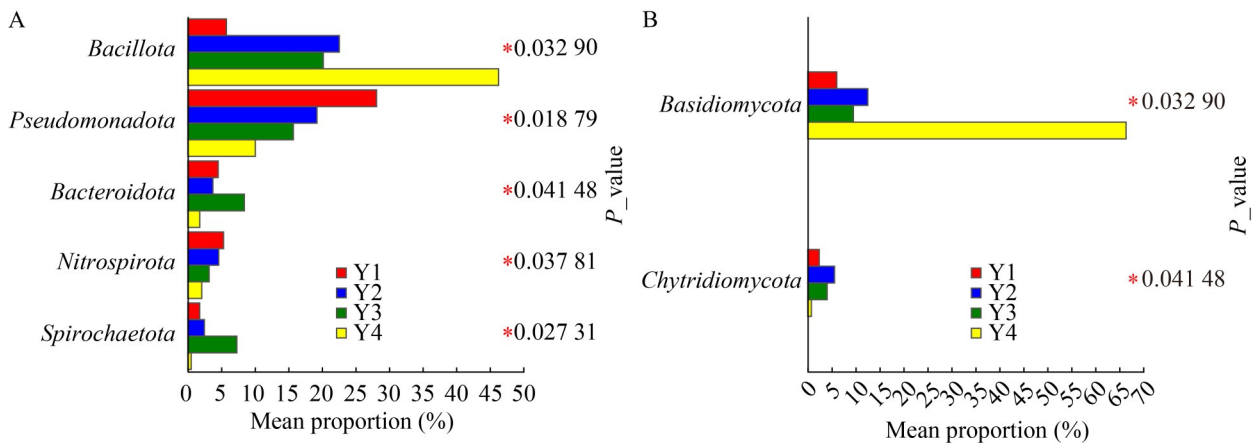 A
Bacillota
*0.032 90
Pseudomonadota
*0.018 79
Bacteroidota
*0.041 48
Nitrospirota
*0.037 81
Spirochaetota
*0.027 31
Y1
Y2
Y3
Y4
P_value
0 5 10 15 20 25 30 35 40 45 50
Mean proportion (%)
B
Basidiomycota
*0.032 90
Chytridiomycota
*0.041 48
Y1
Y2
Y3
Y4
P_value
0 5 10 15 20 25 30 35 40 45 50 55 60 65 70
Mean proportion (%)